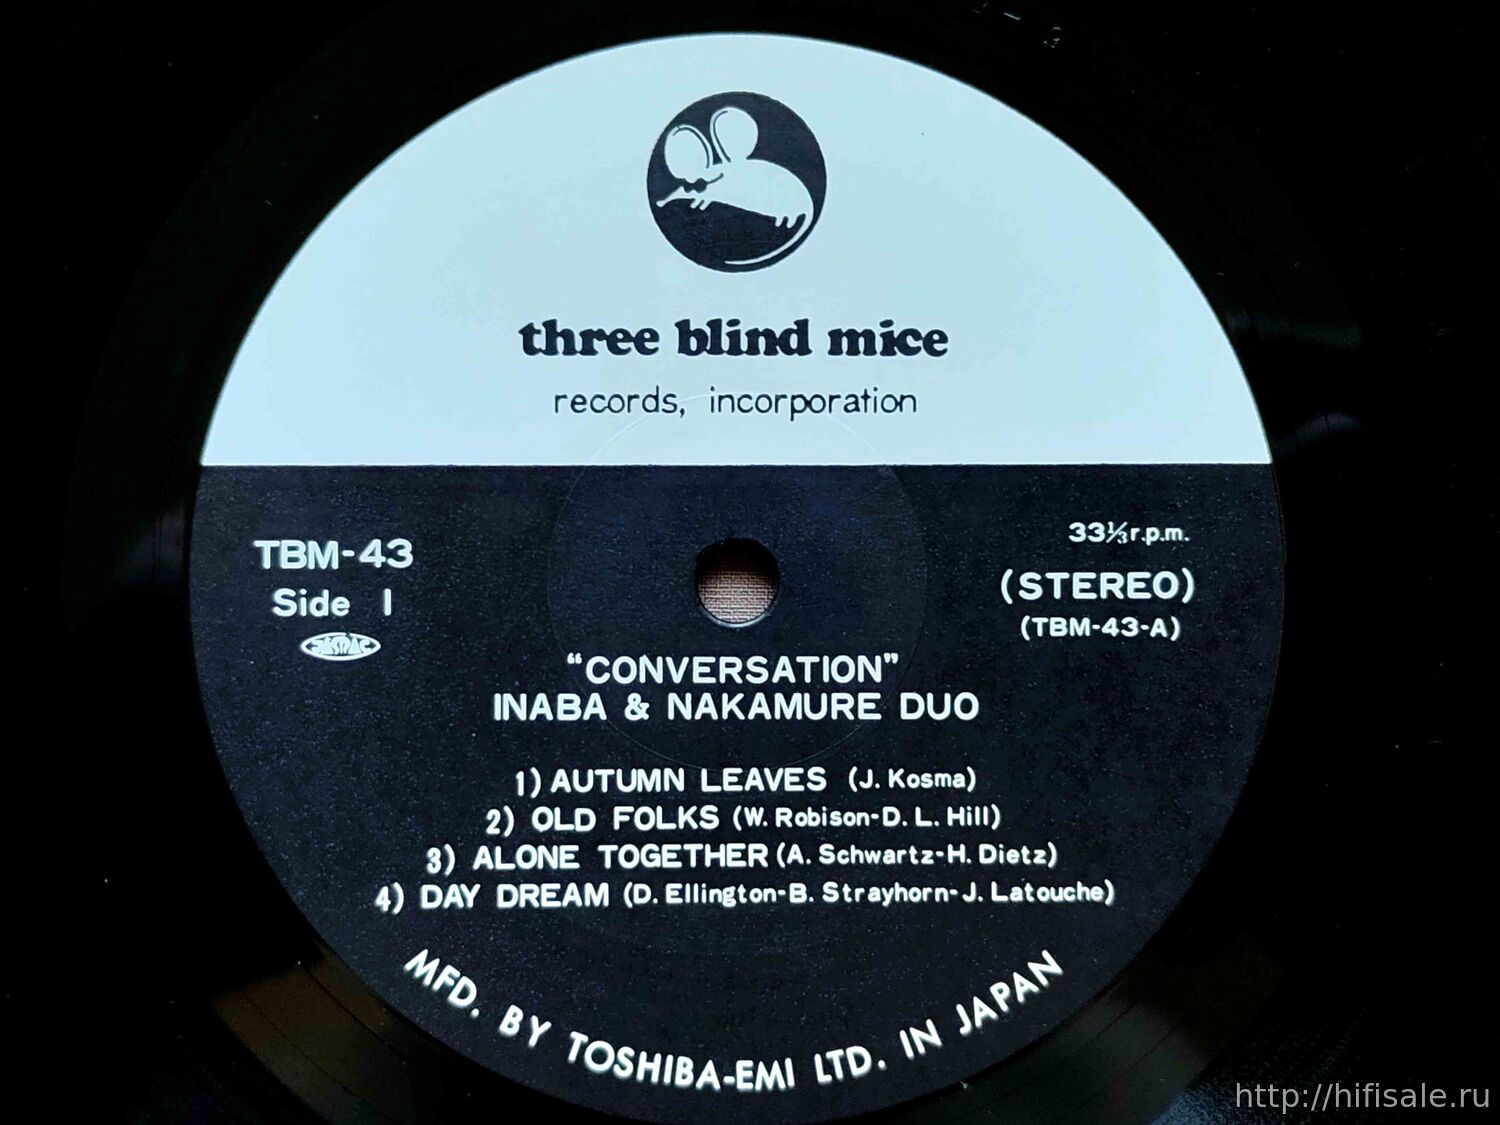 three blind mice
records, incorporation
TBM-43
Side 1
JASRAC
33⅓r.p.m.
(STEREO)
(TBM-43-A)
“CONVERSATION”
INABA & NAKAMURE DUO
1) AUTUMN LEAVES (J. Kosma)
2) OLD FOLKS (W. Robison-D. L. Hill)
3) ALONE TOGETHER (A. Schwartz-H. Dietz)
4) DAY DREAM (D. Ellington-B. Strayhorn-J. Latouche)
MFD. BY TOSHIBA-EMI LTD. IN JAPAN
http://hifisale.ru